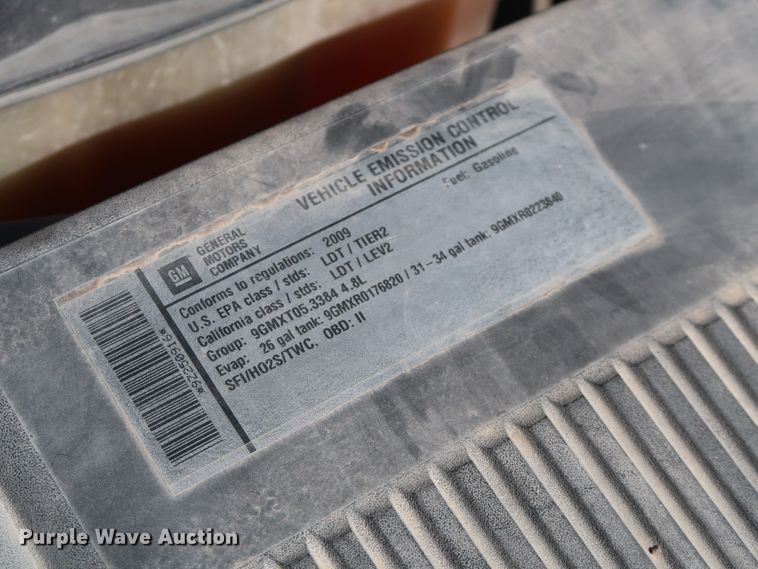 GM
GENERAL
MOTORS
COMPANY
VEHICLE EMISSION CONTROL
INFORMATION
Conforms to regulations: 2009 Fuel: Gasoline
U.S. EPA class / stds: LDT / TIER2
California class / stds: LDT / LEV2
Group: 9GMXT05.3384 4.8L
Evap: 26 gal tank: 9GMXR0176820 / 31-34 gal tank: 9GMXR0223840
SFI/HO2S/TWC, OBD: II
*9Z250916*
Purple Wave Auction